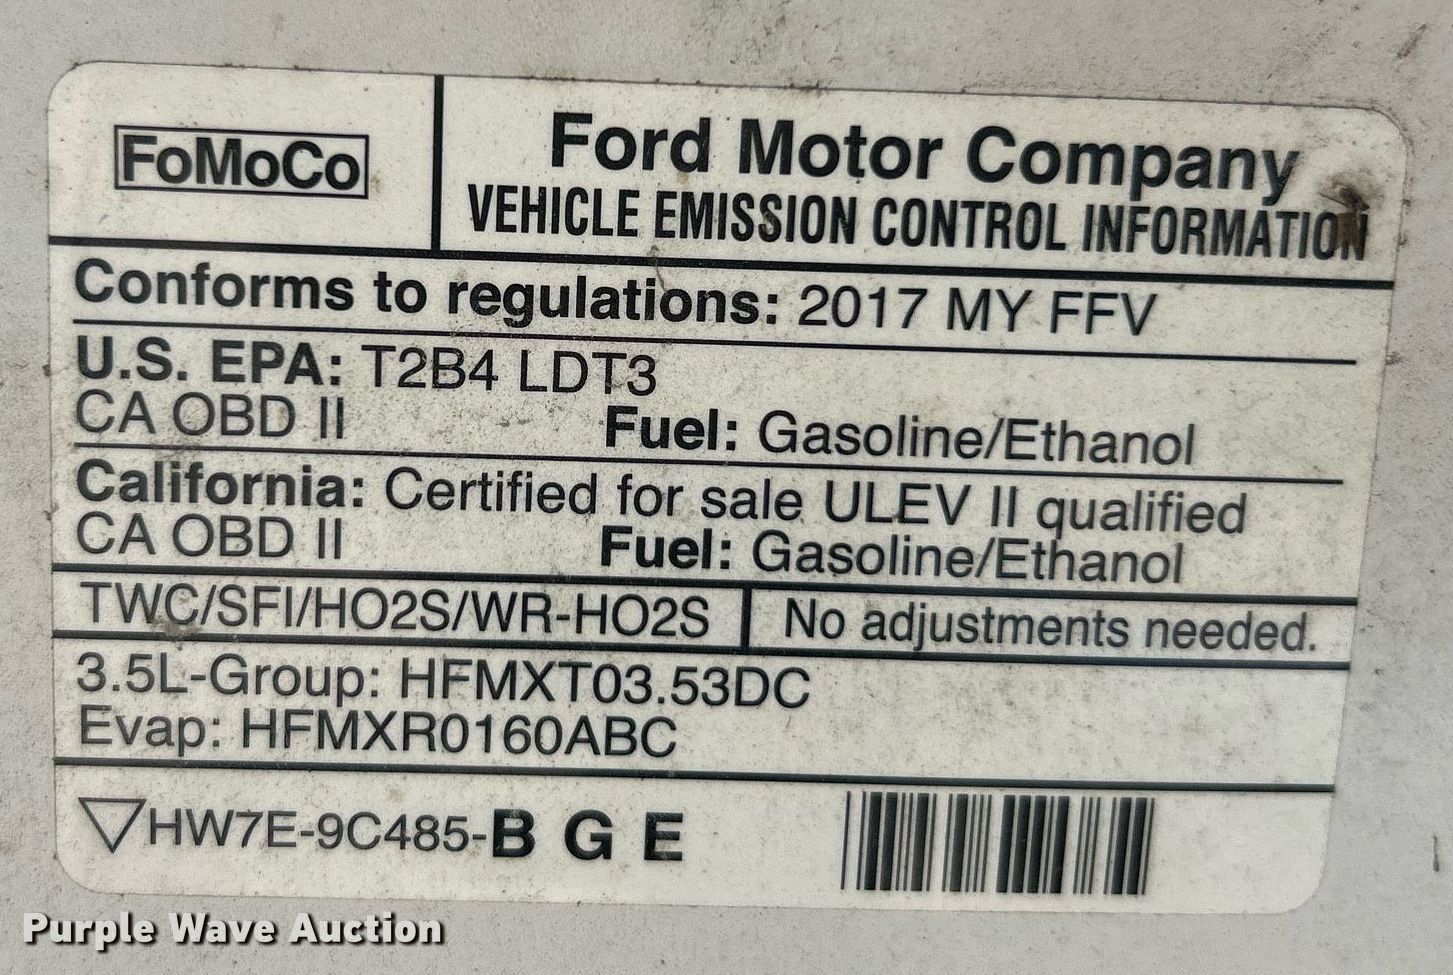 FoMoCo
Ford Motor Company
VEHICLE EMISSION CONTROL INFORMATION
Conforms to regulations: 2017 MY FFV
U.S. EPA: T2B4 LDT3
CA OBD II Fuel: Gasoline/Ethanol
California: Certified for sale ULEV II qualified
CA OBD II Fuel: Gasoline/Ethanol
TWC/SFI/HO2S/WR-HO2S No adjustments needed.
3.5L-Group: HFMXT03.53DC
Evap: HFMXR0160ABC
HW7E-9C485-B G E
Purple Wave Auction